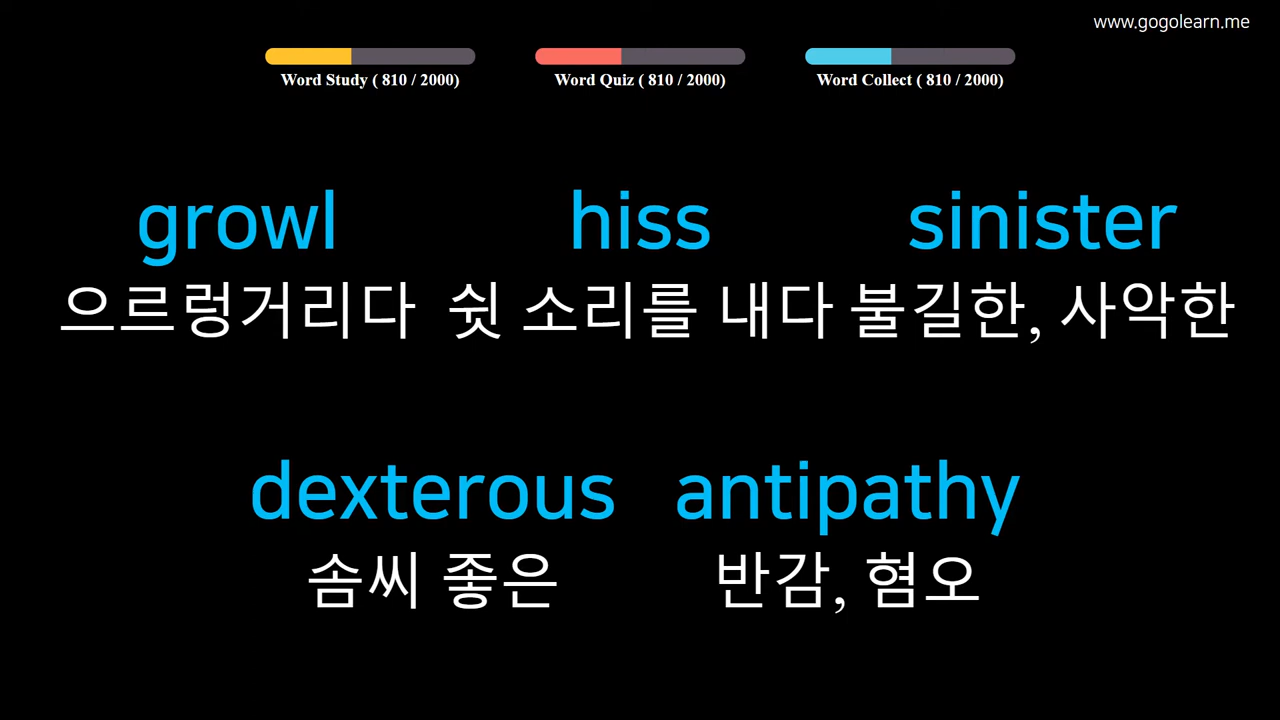 www.gogolearn.me
Word Study ( 810 / 2000) Word Quiz ( 810 / 2000) Word Collect ( 810 / 2000)
growl hiss sinister
으르렁거리다 쉿 소리를 내다 불길한, 사악한
dexterous antipathy
솜씨 좋은 반감, 혐오